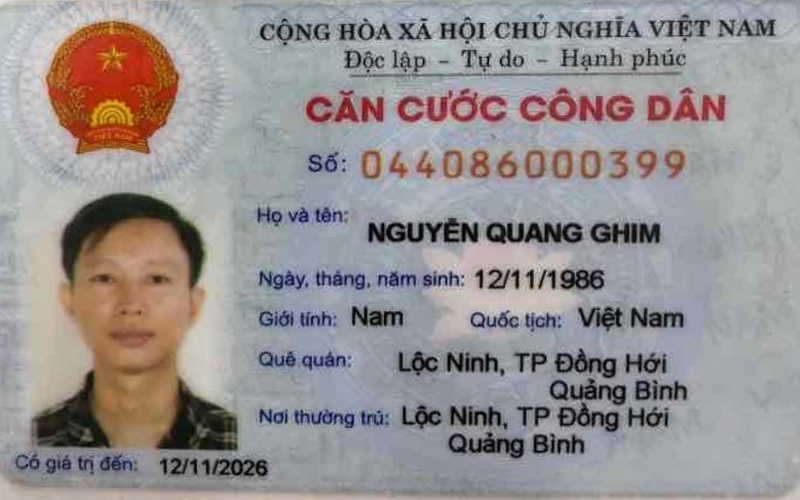 CỘNG HÒA XÃ HỘI CHỦ NGHĨA VIỆT NAM
Độc lập - Tự do - Hạnh phúc
CĂN CƯỚC CÔNG DÂN
Số: 044086000399
Họ và tên: NGUYỄN QUANG GHIM
Ngày, tháng, năm sinh: 12/11/1986
Giới tính: Nam Quốc tịch: Việt Nam
Quê quán: Lộc Ninh, TP Đồng Hới
Quảng Bình
Nơi thường trú: Lộc Ninh, TP Đồng Hới
Quảng Bình
Có giá trị đến: 12/11/2026